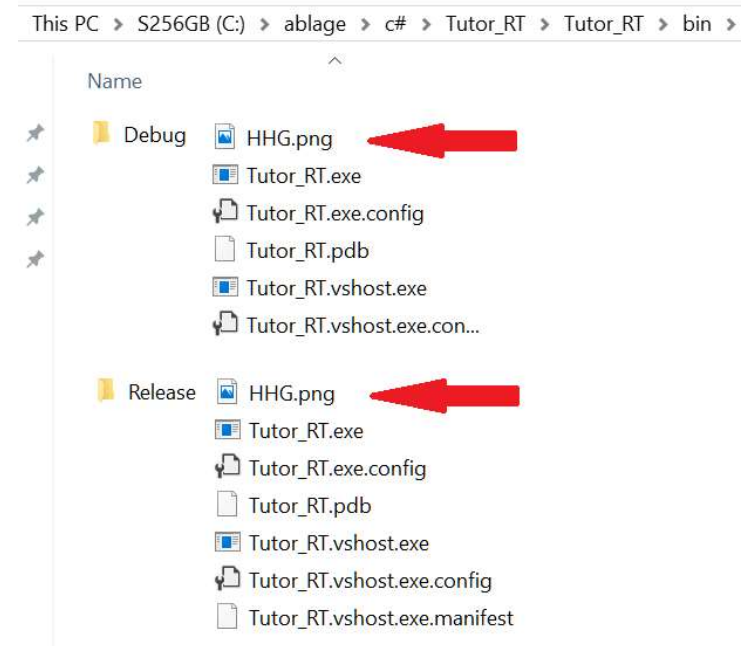 This PC > S256GB (C:) > ablage > c# > Tutor_RT > Tutor_RT > bin >
Name
Debug HHG.png
Tutor_RT.exe
Tutor_RT.exe.config
Tutor_RT.pdb
Tutor_RT.vshost.exe
Tutor_RT.vshost.exe.con...
Release HHG.png
Tutor_RT.exe
Tutor_RT.exe.config
Tutor_RT.pdb
Tutor_RT.vshost.exe
Tutor_RT.vshost.exe.config
Tutor_RT.vshost.exe.manifest